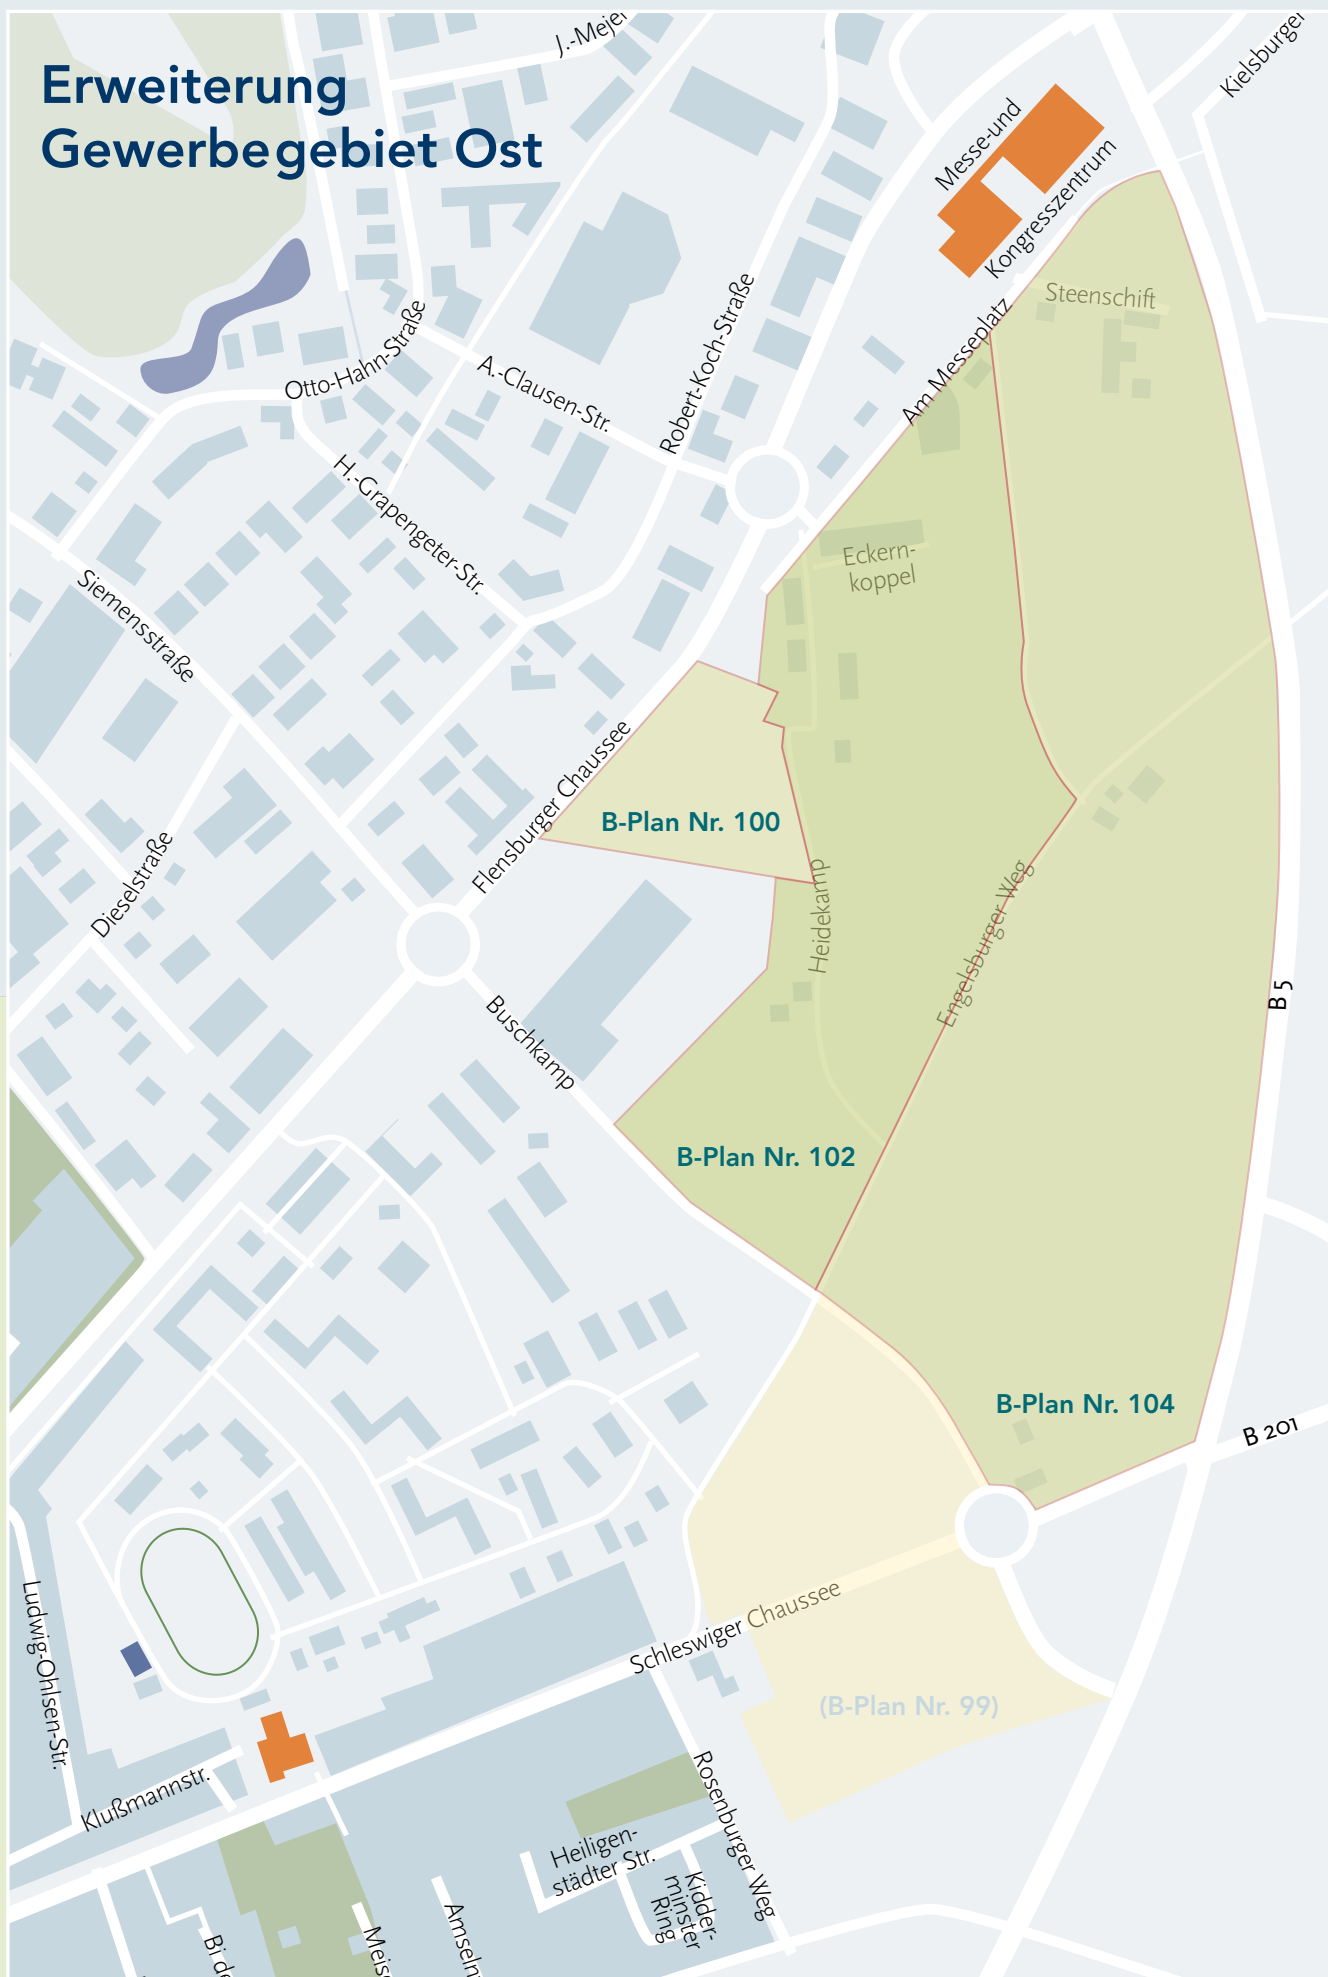 Erweiterung
Gewerbegebiet Ost
J.-Mejer
Kielsburger
Messe-und
Kongresszentrum
Steenschift
Am Messeplatz
Otto-Hahn-Straße
A.-Clausen-Str.
Robert-Koch-Straße
H.-Grapengeter-Str.
Eckern-
koppel
Siemensstraße
Flensburger Chaussee
B-Plan Nr. 100
Dieselstraße
Heidekamp
Engelsburger Weg
B 5
Buschkamp
B-Plan Nr. 102
B-Plan Nr. 104
B 201
Ludwig-Ohlsen-Str.
Schleswiger Chaussee
(B-Plan Nr. 99)
Klußmannstr.
Rosenburger Weg
Heiligen-
städter Str.
Kidder-
minster
Ring